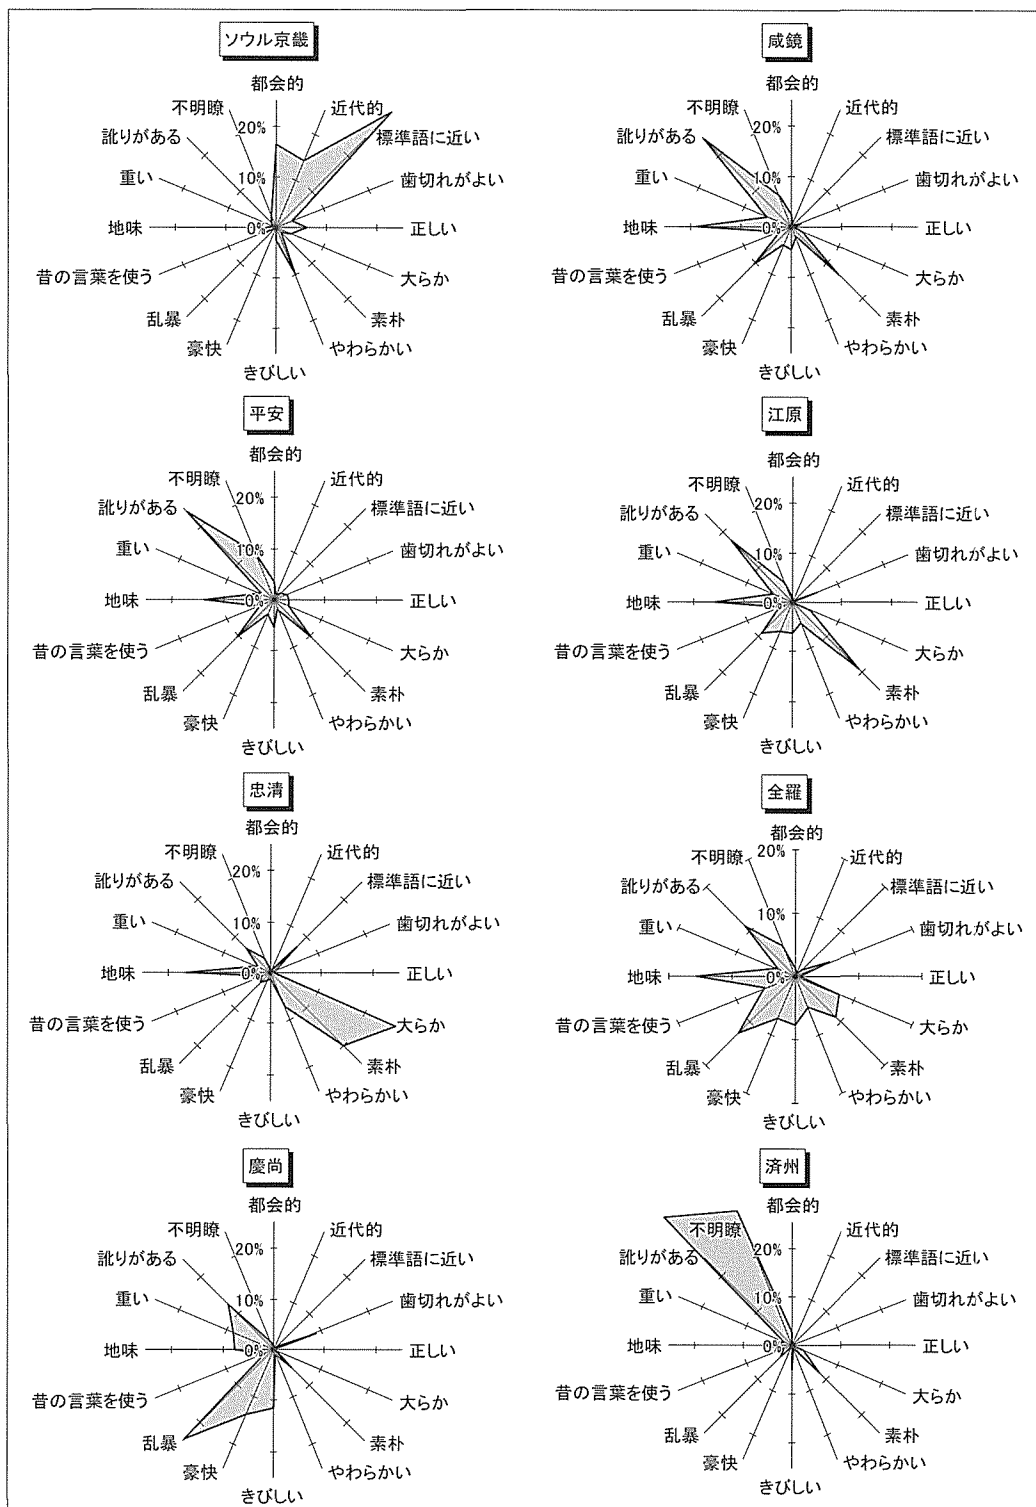 ソウル京畿
都会的
近代的
標準語に近い
歯切れがよい
正しい
大らか
素朴
やわらかい
きびしい
豪快
乱暴
昔の言葉を使う
地味
重い
訛りがある
不明瞭
20%
10%
0%
咸鏡
都会的
近代的
標準語に近い
歯切れがよい
正しい
大らか
素朴
やわらかい
きびしい
豪快
乱暴
昔の言葉を使う
地味
重い
訛りがある
不明瞭
20%
10%
0%
平安
都会的
近代的
標準語に近い
歯切れがよい
正しい
大らか
素朴
やわらかい
きびしい
豪快
乱暴
昔の言葉を使う
地味
重い
訛りがある
不明瞭
20%
10%
0%
江原
都会的
近代的
標準語に近い
歯切れがよい
正しい
大らか
素朴
やわらかい
きびしい
豪快
乱暴
昔の言葉を使う
地味
重い
訛りがある
不明瞭
20%
10%
0%
忠清
都会的
近代的
標準語に近い
歯切れがよい
正しい
大らか
素朴
やわらかい
きびしい
豪快
乱暴
昔の言葉を使う
地味
重い
訛りがある
不明瞭
20%
10%
0%
全羅
都会的
近代的
標準語に近い
歯切れがよい
正しい
大らか
素朴
やわらかい
きびしい
豪快
乱暴
昔の言葉を使う
地味
重い
訛りがある
不明瞭
20%
10%
0%
慶尚
都会的
近代的
標準語に近い
歯切れがよい
正しい
大らか
素朴
やわらかい
きびしい
豪快
乱暴
昔の言葉を使う
地味
重い
訛りがある
不明瞭
20%
10%
0%
済州
都会的
近代的
標準語に近い
歯切れがよい
正しい
大らか
素朴
やわらかい
きびしい
豪快
乱暴
昔の言葉を使う
地味
重い
訛りがある
不明瞭
20%
10%
0%